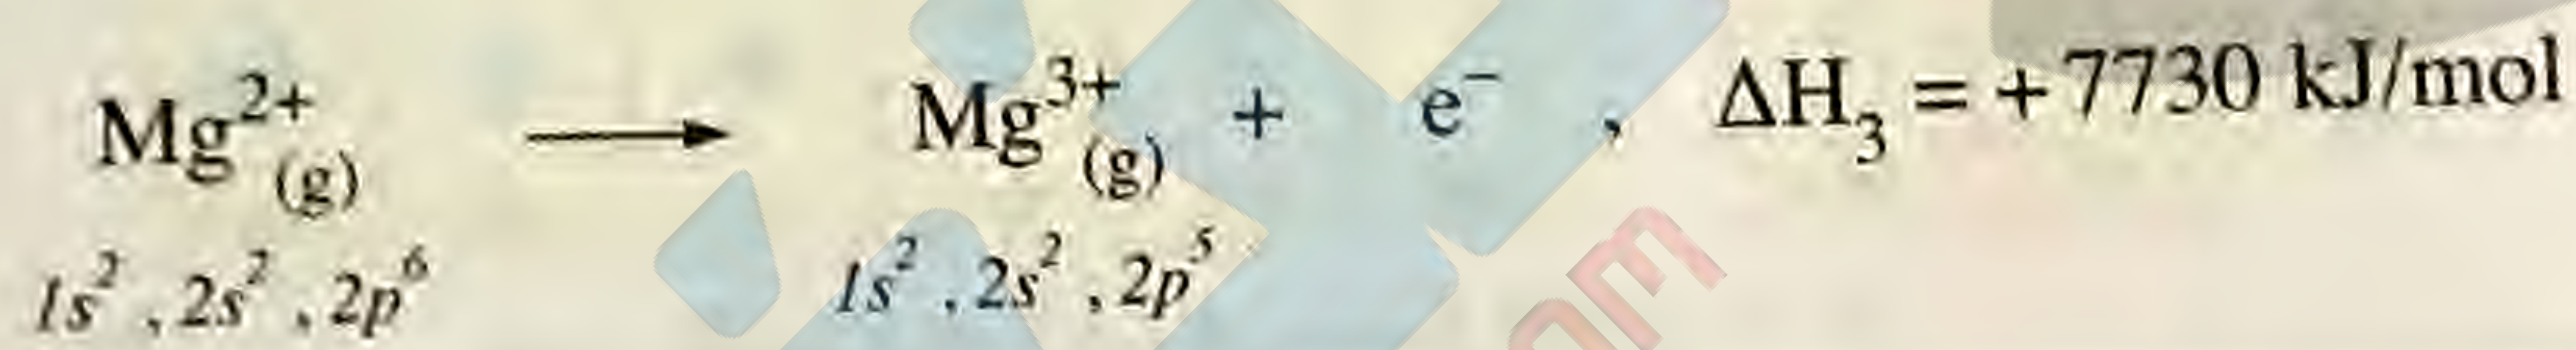 Mg²⁺(g) ⟶ Mg³⁺(g) + e⁻ , ΔH₃ = +7730 kJ/mol
1s² , 2s² , 2p⁶ 1s² , 2s² , 2p⁵